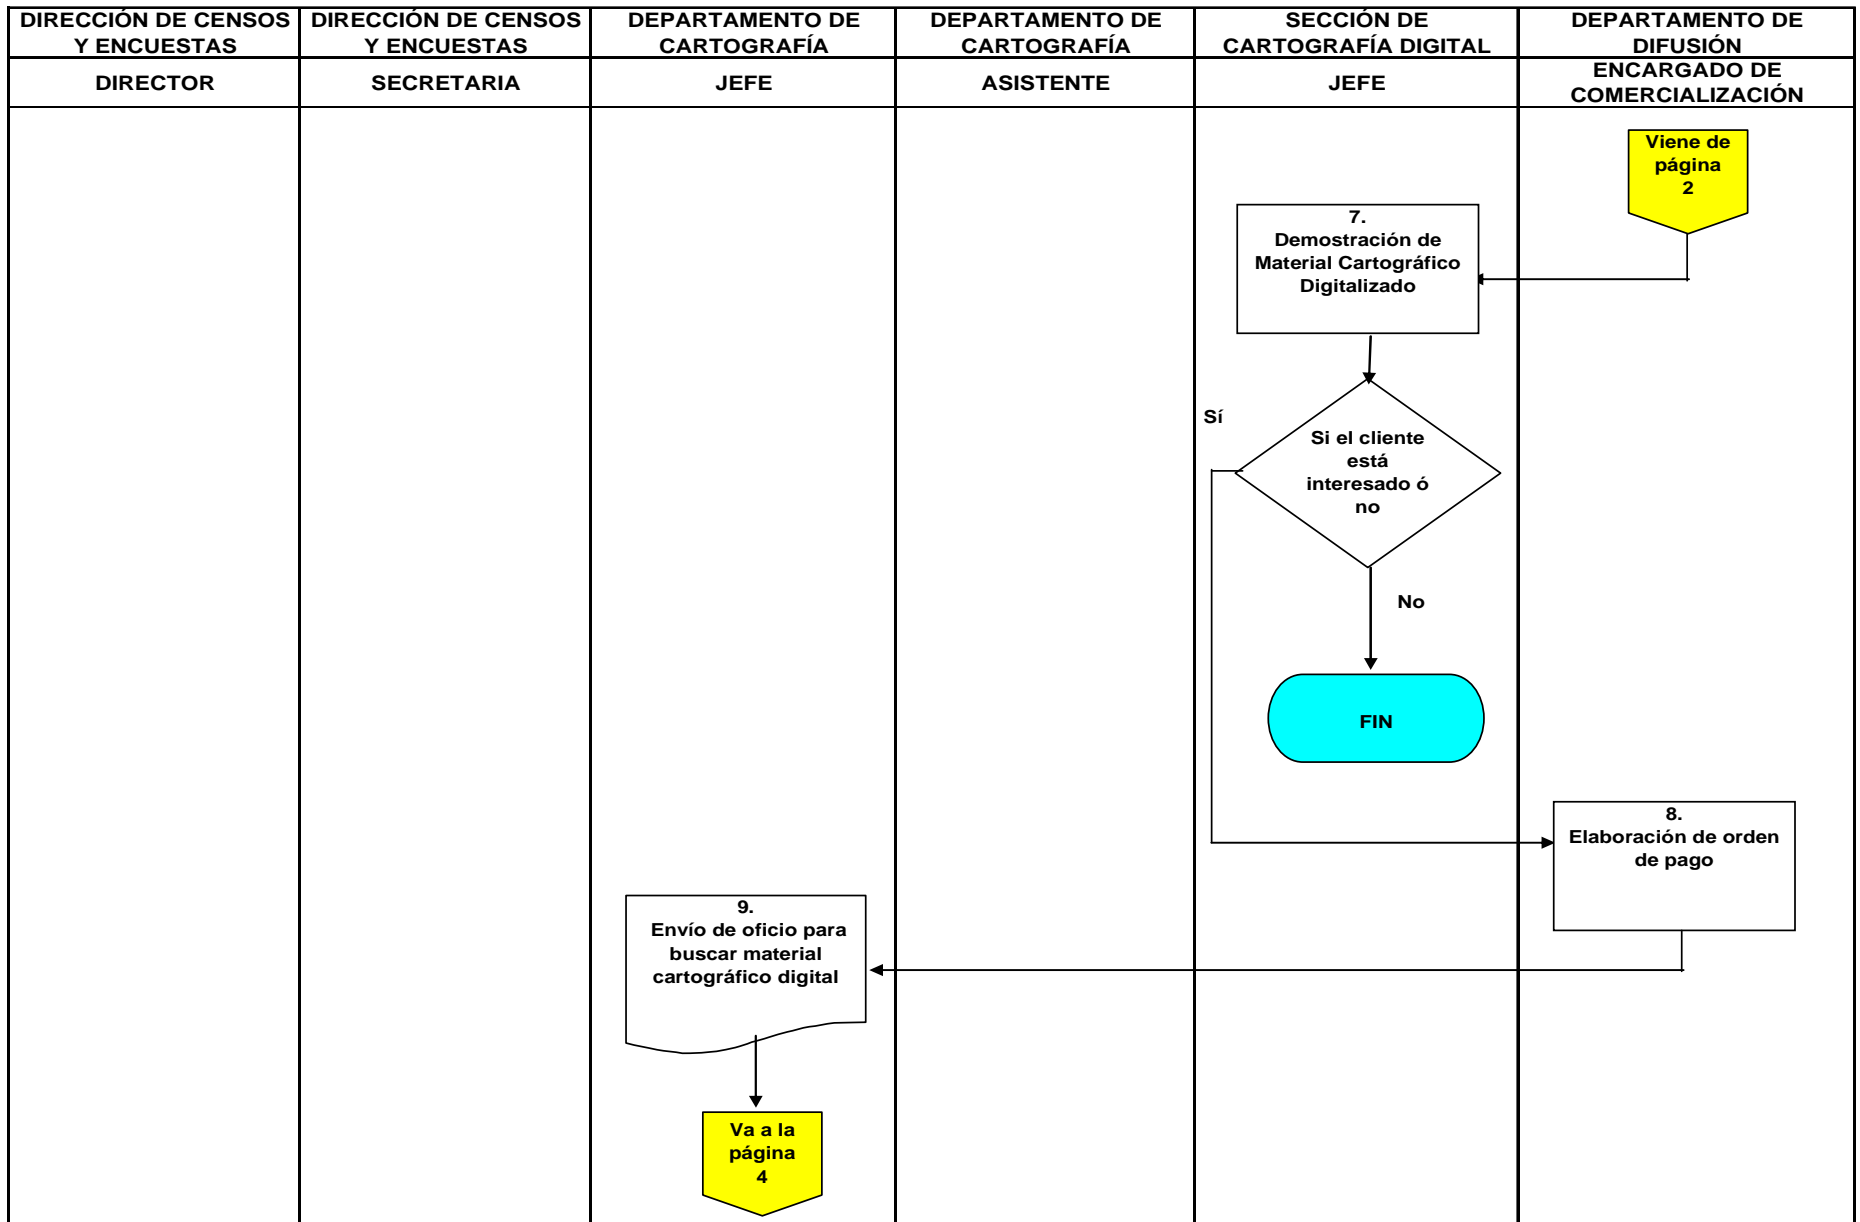 DIRECCIÓN DE CENSOS
Y ENCUESTAS
DIRECCIÓN DE CENSOS
Y ENCUESTAS
DEPARTAMENTO DE
CARTOGRAFÍA
DEPARTAMENTO DE
CARTOGRAFÍA
SECCIÓN DE
CARTOGRAFÍA DIGITAL
DEPARTAMENTO DE
DIFUSIÓN
DIRECTOR
SECRETARIA
JEFE
ASISTENTE
JEFE
ENCARGADO DE
COMERCIALIZACIÓN
Viene de
página
2
7.
Demostración de
Material Cartográfico
Digitalizado
Sí
Si el cliente
está
interesado ó
no
No
FIN
8.
Elaboración de orden
de pago
9.
Envío de oficio para
buscar material
cartográfico digital
Va a la
página
4